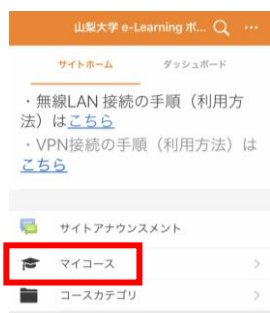 山梨大学 e-Learning ポ...
サイトホーム ダッシュボード
・無線LAN 接続の手順（利用方
法）はこちら
・VPN接続の手順（利用方法）は
こちら
サイトアナウンスメント
マイコース
コースカテゴリ